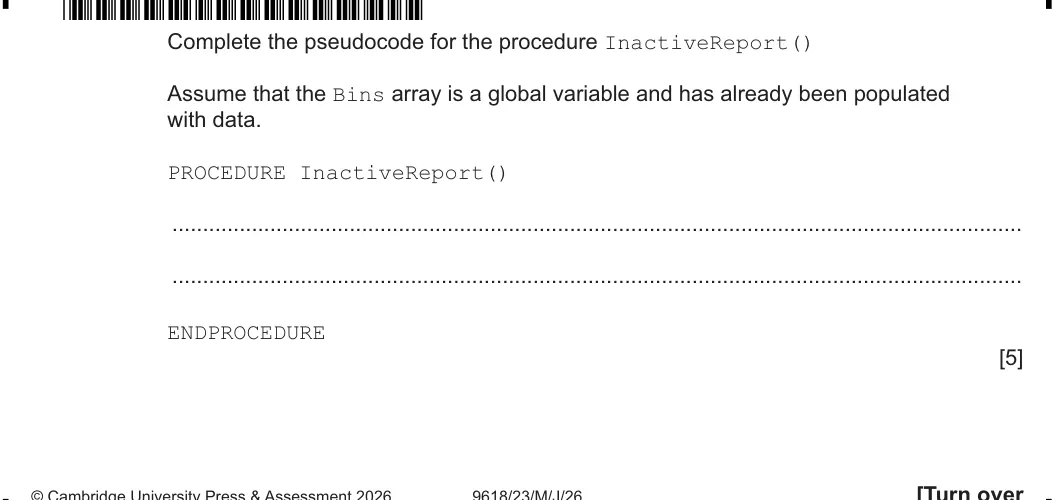 Complete the pseudocode for the procedure InactiveReport()
Assume that the Bins array is a global variable and has already been populated
with data.
PROCEDURE InactiveReport()
....................................................................................................................................................
....................................................................................................................................................
ENDPROCEDURE
[5]
© Cambridge University Press & Assessment 2026 9618/23/M/J/26 [Turn over